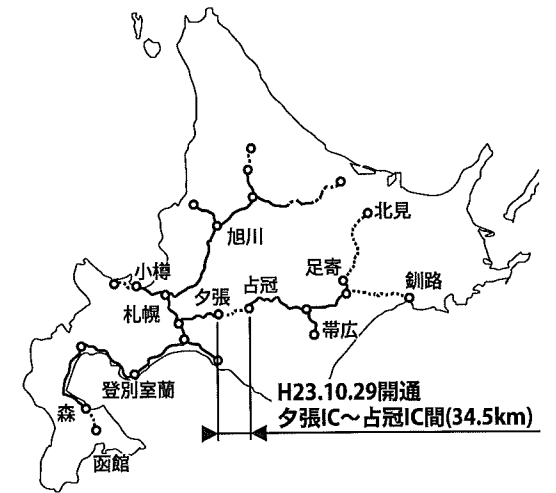 北見
旭川
足寄
釧路
小樽
占冠
夕張
札幌
帯広
登別室蘭
H23.10.29開通
夕張IC～占冠IC間(34.5km)
森
函館